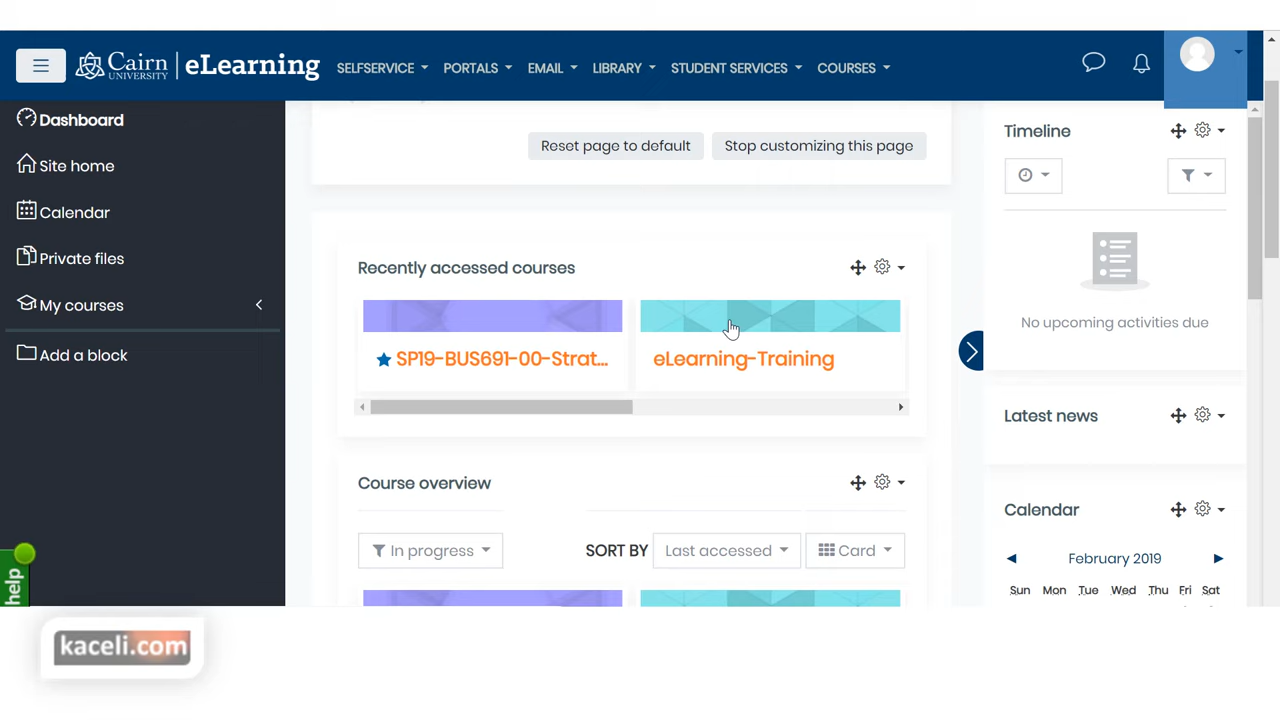 Cairn UNIVERSITY eLearning SELFSERVICE PORTALS EMAIL LIBRARY STUDENT SERVICES COURSES
Dashboard
Site home
Calendar
Private files
My courses
Add a block
Reset page to default Stop customizing this page
Recently accessed courses
SP19-BUS691-00-Strat...
eLearning-Training
Course overview
In progress SORT BY Last accessed Card
Timeline
No upcoming activities due
Latest news
Calendar
February 2019
Sun Mon Tue Wed Thu Fri Sat
help
kaceli.com